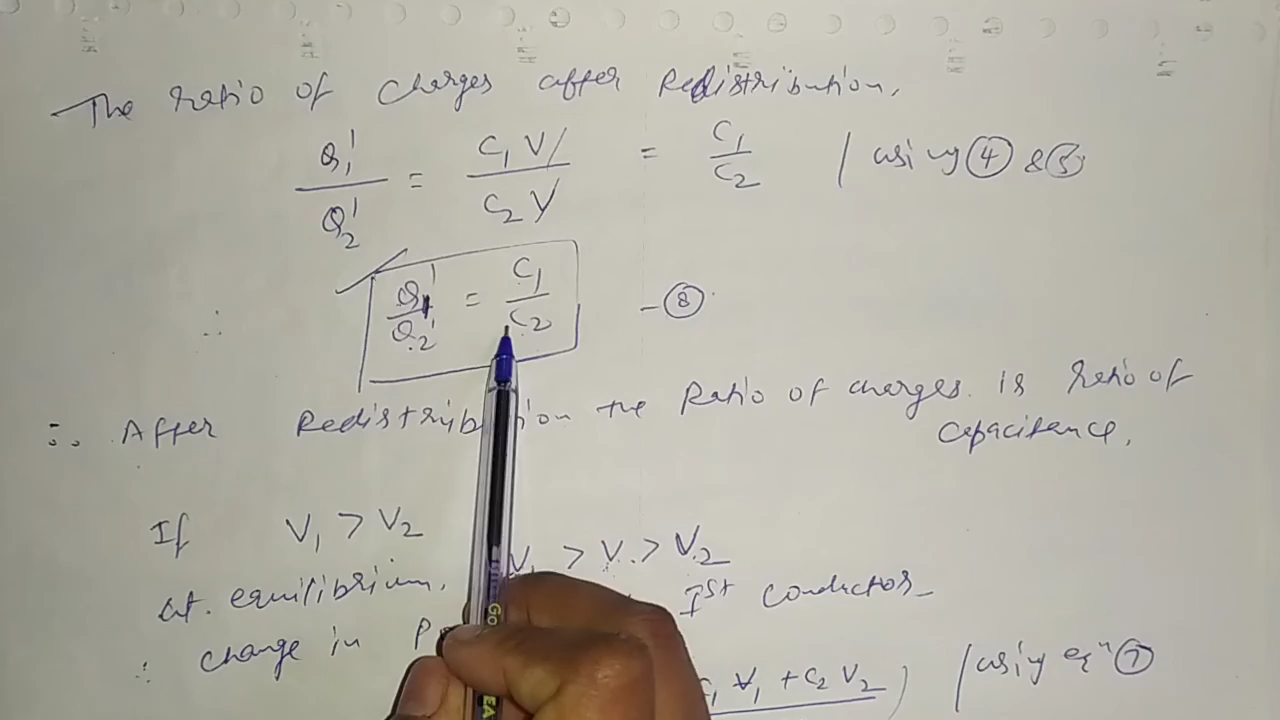 The ratio of charges after Redistribution,
Q1' / Q2' = C1 V / C2 V = C1 / C2 / using ④ & ⑤
∴ Q1' / Q2' = C1 / C2 – ⑧
∴ After Redistribution the Ratio of charges is ratio of
capacitance,
If V1 > V2
at equilibrium, V1 > V > V2
∴ change in Ist conductor
C1 V1 + C2 V2 ) / using eqn ⑦